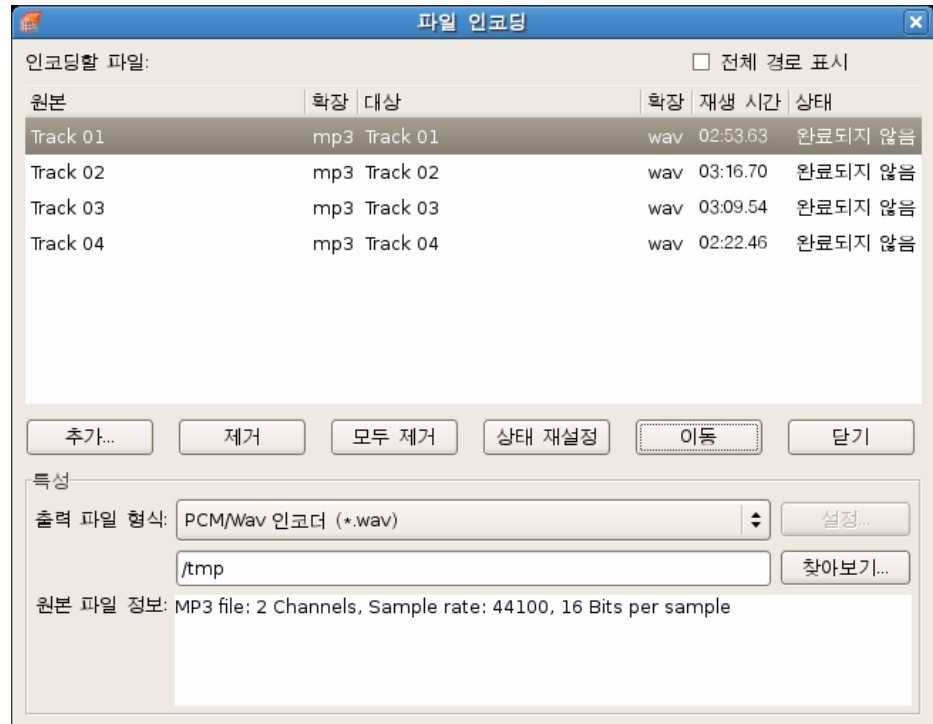 파일 인코딩
인코딩할 파일: 전체 경로 표시
원본 확장 대상 확장 재생 시간 상태
Track 01 mp3 Track 01 wav 02:53.63 완료되지 않음
Track 02 mp3 Track 02 wav 03:16.70 완료되지 않음
Track 03 mp3 Track 03 wav 03:09.54 완료되지 않음
Track 04 mp3 Track 04 wav 02:22.46 완료되지 않음
추가... 제거 모두 제거 상태 재설정 이동 닫기
특성
출력 파일 형식: PCM/Wav 인코더 (*.wav) 설정...
/tmp 찾아보기...
원본 파일 정보: MP3 file: 2 Channels, Sample rate: 44100, 16 Bits per sample